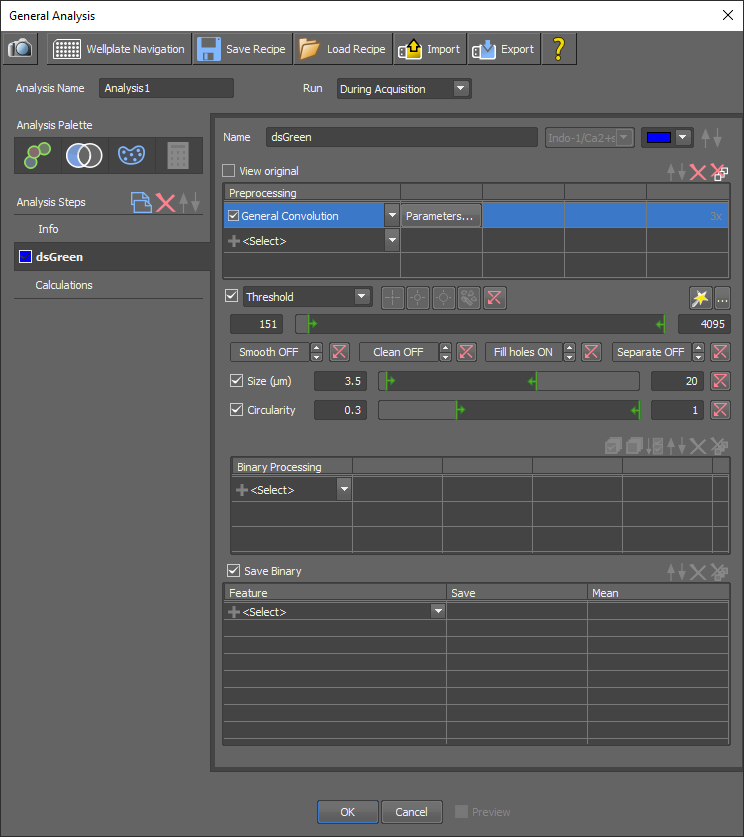 General Analysis
Wellplate Navigation Save Recipe Load Recipe Import Export ?
Analysis Name Analysis1 Run During Acquisition
Analysis Palette
Name dsGreen Indo-1/Ca2+s
View original
Preprocessing
Analysis Steps
General Convolution Parameters... 3x
Info
<Select>
dsGreen
Calculations
Threshold ...
151 4095
Smooth OFF Clean OFF Fill holes ON Separate OFF
Size (µm) 3.5 20
Circularity 0.3 1
Binary Processing
<Select>
Save Binary
Feature Save Mean
<Select>
OK Cancel Preview